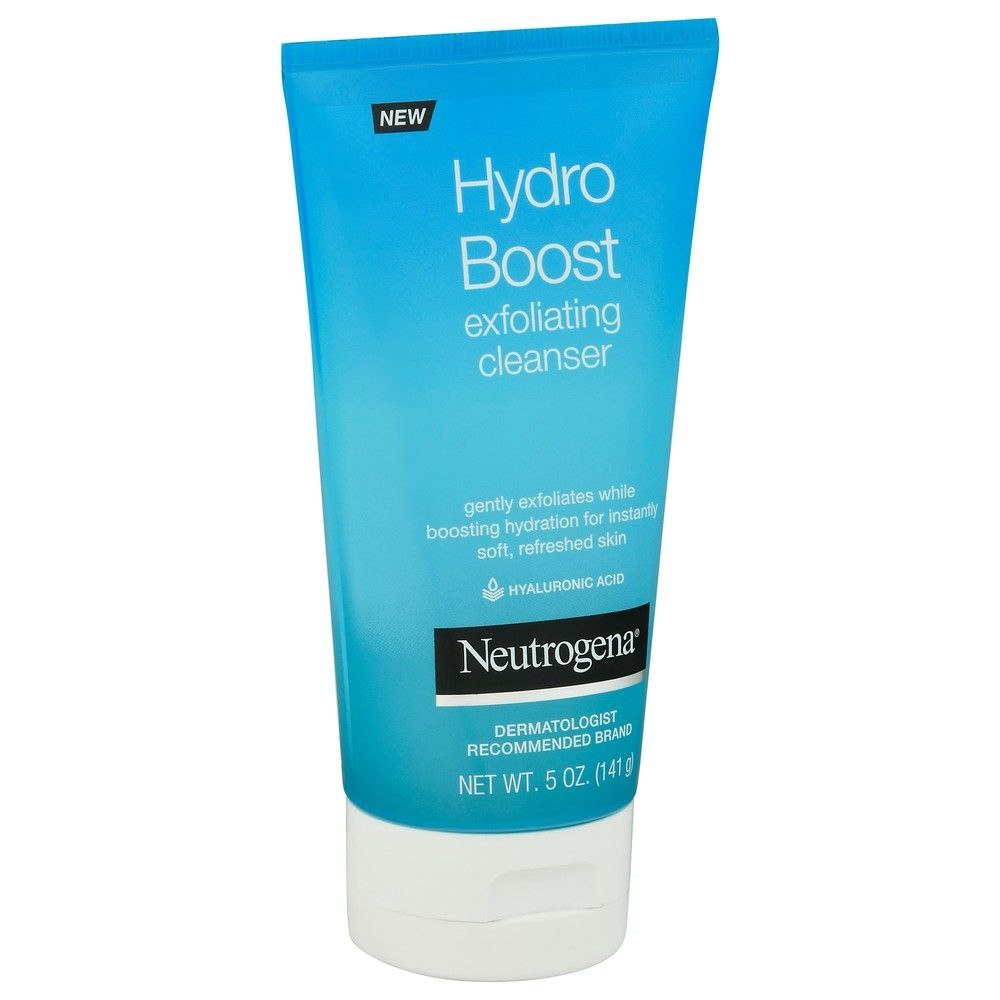 NEW
Hydro
Boost
exfoliating
cleanser
gently exfoliates while
boosting hydration for instantly
soft, refreshed skin
HYALURONIC ACID
Neutrogena®
DERMATOLOGIST
RECOMMENDED BRAND
NET WT. 5 OZ. (141 g)